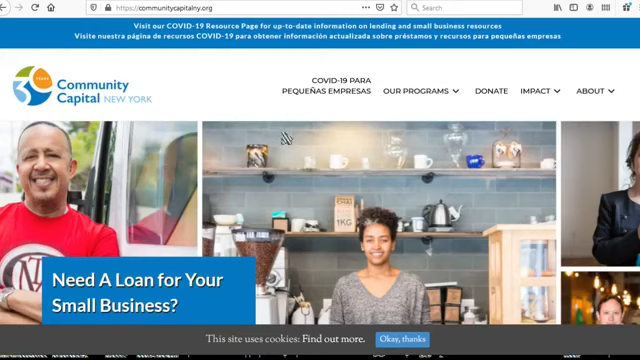 https://communitycapitalny.org
Search
Visit our COVID-19 Resource Page for up-to-date information on lending and small business resources
Visite nuestra página de recursos COVID-19 para obtener información actualizada sobre préstamos y recursos para pequeñas empresas
30 YEARS
Community
Capital NEW YORK
COVID-19 PARA
PEQUEÑAS EMPRESAS
OUR PROGRAMS
DONATE
IMPACT
ABOUT
CHAI
1KG
Need A Loan for Your
Small Business?
This site uses cookies: Find out more.
Okay, thanks